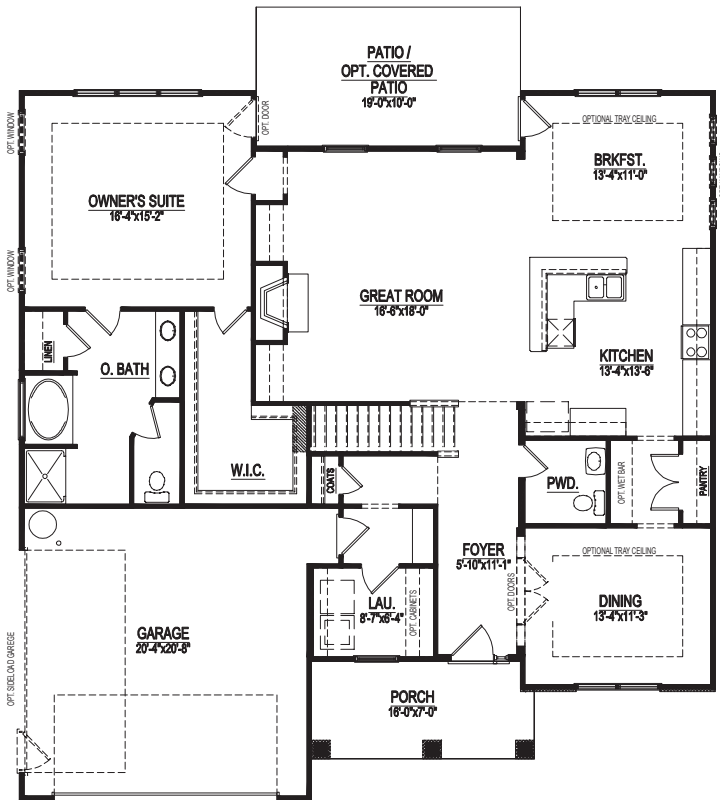 PATIO /
OPT. COVERED
PATIO
19'-0"x10'-0"
OPT. WINDOW
OPT. DOOR
OPTIONAL TRAY CEILING
BRKFST.
13'-4"x11'-0"
OWNER'S SUITE
16'-4"x15'-2"
OPT. WINDOW
GREAT ROOM
16'-6"x18'-0"
KITCHEN
13'-4"x13'-6"
LINEN
O. BATH
W.I.C.
COATS
PWD.
OPT. WET BAR
PANTRY
FOYER
5'-10"x11'-1"
OPTIONAL TRAY CEILING
OPT. DOORS
DINING
13'-4"x11'-3"
LAU.
8'-7"x6'-4"
OPT. CABINETS
GARAGE
20'-4"x20'-8"
OPT. SIDELOAD GAREGE
PORCH
16'-0"x7'-0"